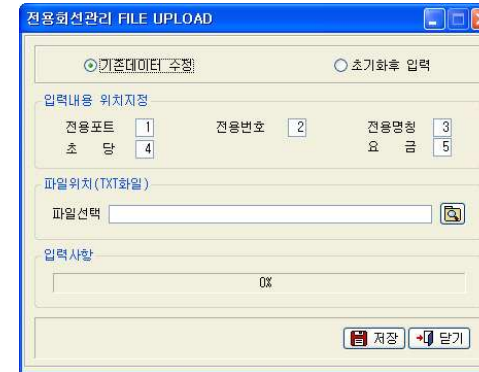 전용회선관리 FILE UPLOAD
기존데이터 수정 초기화후 입력
입력내용 위치지정
전용포트 1 전용번호 2 전용명칭 3
초 당 4 요 금 5
파일위치(TXT화일)
파일선택
입력사항
0%
저장 닫기